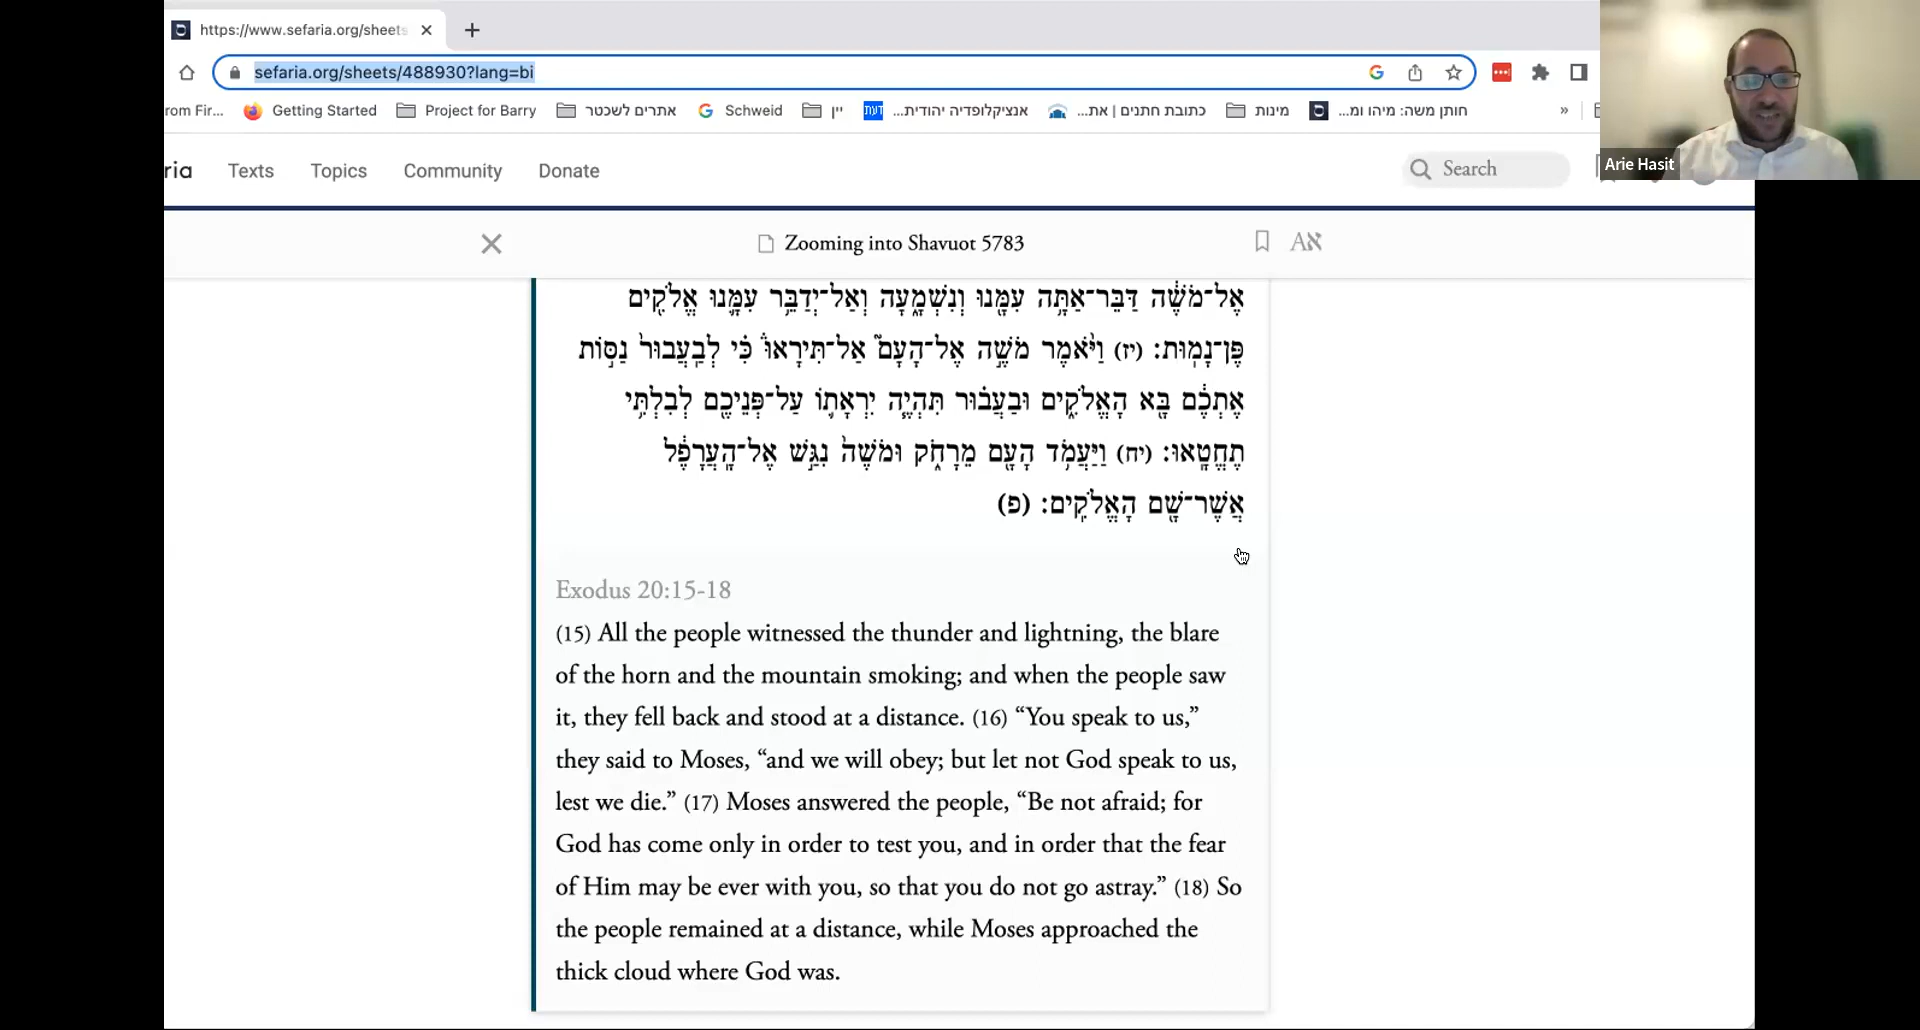 https://www.sefaria.org/sheets
sefaria.org/sheets/488930?lang=bi
rom Fir... Getting Started Project for Barry אתרים לשכטר Schweid יין אנציקלופדיה יהודית... כתובת חתנים | את... מינות חותן משה: מיהו ומ... »
ria Texts Topics Community Donate Search
Arie Hasit
Zooming into Shavuot 5783
אֶל־מֹשֶׁ֔ה דַּבֵּר־אַתָּ֥ה עִמָּ֖נוּ וְנִשְׁמָ֑עָה וְאַל־יְדַבֵּ֥ר עִמָּ֛נוּ אֱלֹקִ֖ים
פֶּן־נָמֽוּת׃ (יז) וַיֹּ֨אמֶר מֹשֶׁ֣ה אֶל־הָעָם֮ אַל־תִּירָאוּ֒ כִּ֗י לְבַֽעֲבוּר֙ נַסּ֣וֹת
אֶתְכֶ֔ם בָּ֖א הָאֱלֹקִ֑ים וּבַעֲב֗וּר תִּהְיֶ֧ה יִרְאָת֛וֹ עַל־פְּנֵיכֶ֖ם לְבִלְתִּ֥י
תֶחֱטָֽאוּ׃ (יח) וַיַּעֲמֹ֥ד הָעָ֖ם מֵרָחֹ֑ק וּמֹשֶׁה֙ נִגַּ֣שׁ אֶל־הָֽעֲרָפֶ֔ל
אֲשֶׁר־שָׁ֖ם הָאֱלֹקִֽים׃ (פ)
Exodus 20:15-18
(15) All the people witnessed the thunder and lightning, the blare
of the horn and the mountain smoking; and when the people saw
it, they fell back and stood at a distance. (16) “You speak to us,”
they said to Moses, “and we will obey; but let not God speak to us,
lest we die.” (17) Moses answered the people, “Be not afraid; for
God has come only in order to test you, and in order that the fear
of Him may be ever with you, so that you do not go astray.” (18) So
the people remained at a distance, while Moses approached the
thick cloud where God was.